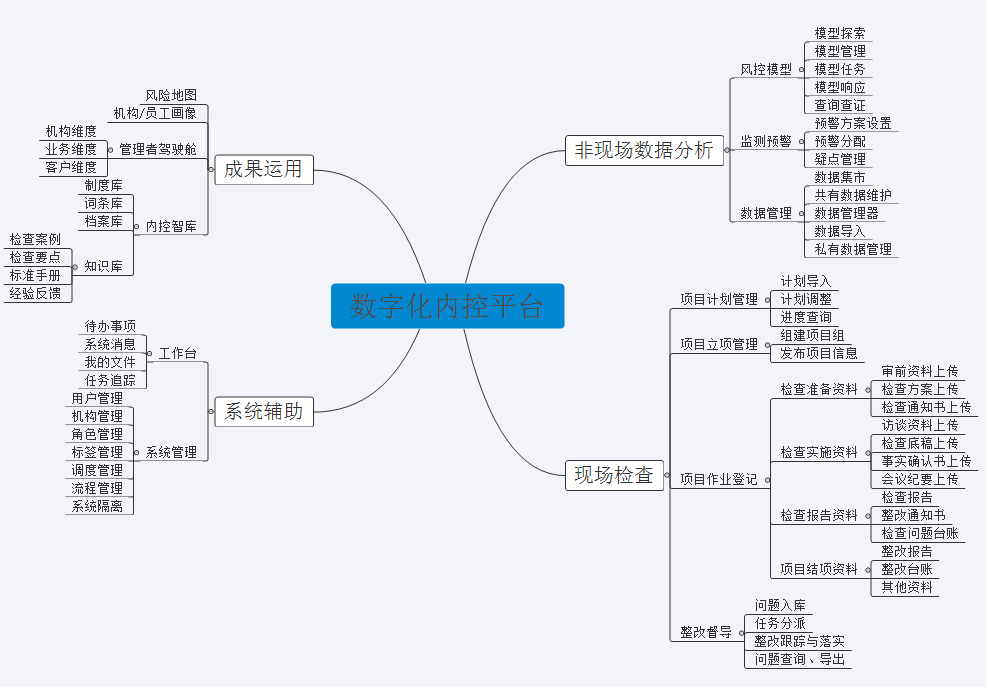 数字化内控平台
非现场数据分析
风控模型
模型探索
模型管理
模型任务
模型响应
查询查证
监测预警
预警方案设置
预警分配
疑点管理
数据管理
数据集市
共有数据维护
数据管理器
数据导入
私有数据管理
现场检查
项目计划管理
计划导入
计划调整
进度查询
项目立项管理
组建项目组
发布项目信息
项目作业登记
检查准备资料
审前资料上传
检查方案上传
检查通知书上传
检查实施资料
访谈资料上传
检查底稿上传
事实确认书上传
会议纪要上传
检查报告资料
检查报告
整改通知书
检查问题台账
项目结项资料
整改报告
整改台账
其他资料
整改督导
问题入库
任务分派
整改跟踪与落实
问题查询、导出
成果运用
风险地图
机构/员工画像
管理者驾驶舱
机构维度
业务维度
客户维度
内控智库
制度库
词条库
档案库
知识库
检查案例
检查要点
标准手册
经验反馈
系统辅助
工作台
待办事项
系统消息
我的文件
任务追踪
系统管理
用户管理
机构管理
角色管理
标签管理
调度管理
流程管理
系统隔离